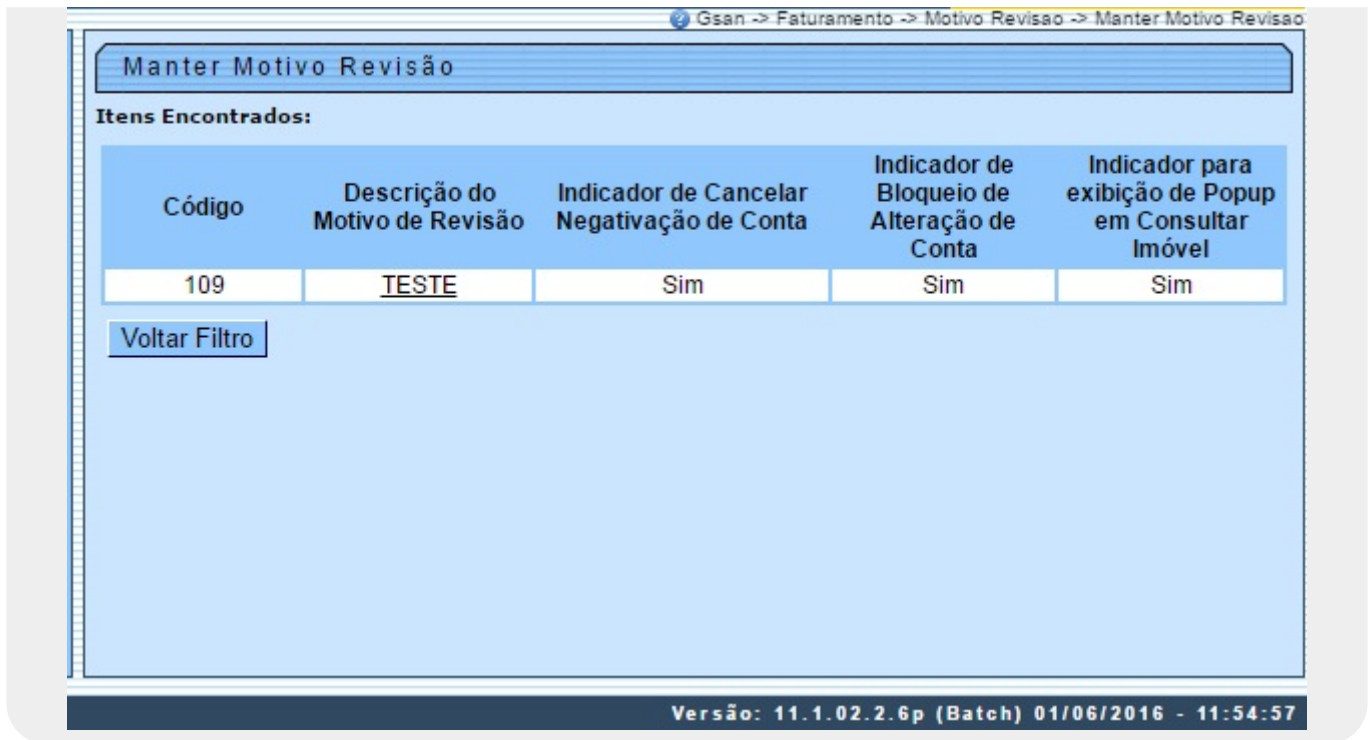 Gsan -> Faturamento -> Motivo Revisao -> Manter Motivo Revisao
Manter Motivo Revisão
Itens Encontrados:
Código
Descrição do
Motivo de Revisão
Indicador de Cancelar
Negativação de Conta
Indicador de
Bloqueio de
Alteração de
Conta
Indicador para
exibição de Popup
em Consultar
Imóvel
109 TESTE Sim Sim Sim
Voltar Filtro
Versão: 11.1.02.2.6p (Batch) 01/06/2016 - 11:54:57